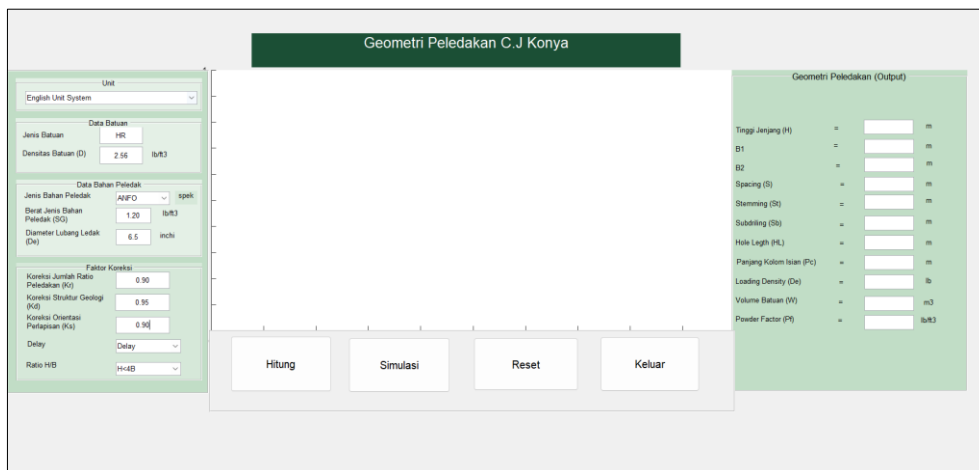 Geometri Peledakan C.J Konya
Unit
English Unit System
Data Batuan
Jenis Batuan HR
Densitas Batuan (D) 2.56 lb/ft3
Data Bahan Peledak
Jenis Bahan Peledak ANFO spek
Berat Jenis Bahan
Peledak (SG) 1.20 lb/ft3
Diameter Lubang Ledak
(De) 6.5 inchi
Faktor Koreksi
Koreksi Jumlah Ratio
Peledakan (Kr) 0.90
Koreksi Struktur Geologi
(Kd) 0.95
Koreksi Orientasi
Perlapisan (Ks) 0.90
Delay Delay
Ratio H/B H<4B
Hitung Simulasi Reset Keluar
Geometri Peledakan (Output)
Tinggi Jenjang (H) = m
B1 = m
B2 = m
Spacing (S) = m
Stemming (St) = m
Subdriling (Sb) = m
Hole Legth (HL) = m
Panjang Kolom Isian (Pc) = m
Loading Density (De) = lb
Volume Batuan (W) = m3
Powder Factor (Pf) = lb/ft3